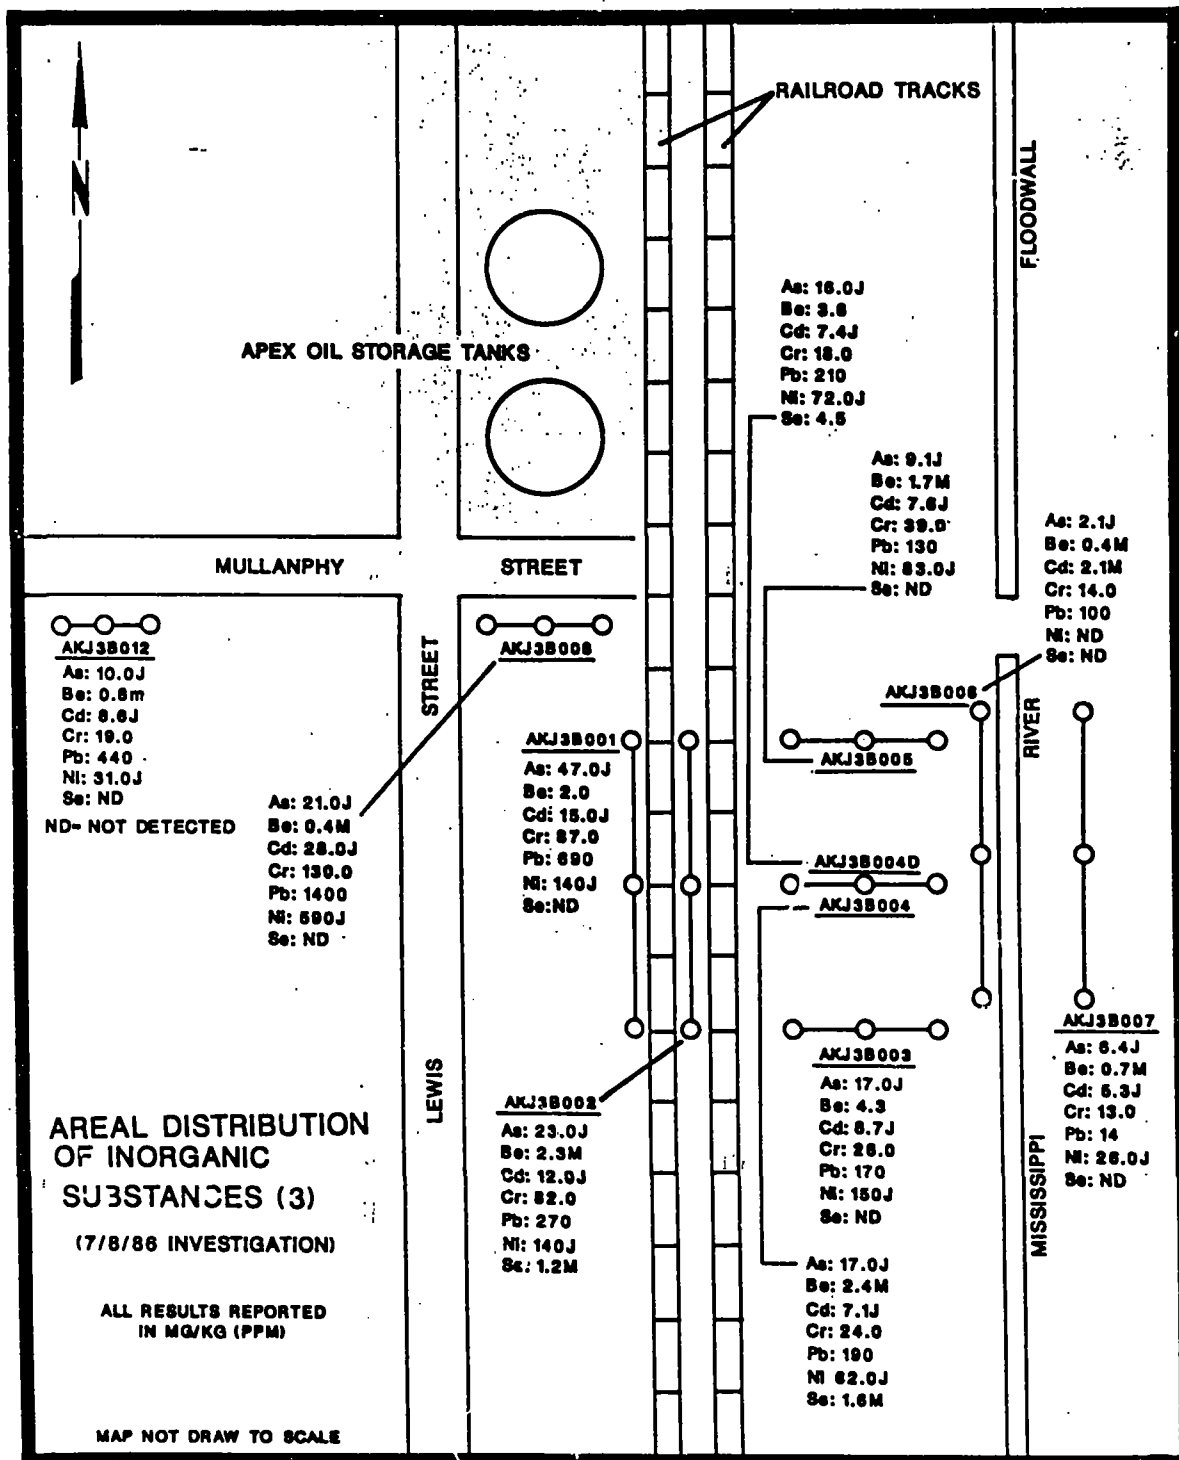 RAILROAD TRACKS
N
FLOODWALL
APEX OIL STORAGE TANKS
As: 16.0J
Be: 3.6
Cd: 7.4J
Cr: 18.0
Pb: 210
Ni: 72.0J
Se: 4.5
As: 9.1J
Be: 1.7M
Cd: 7.6J
Cr: 39.0
Pb: 130
Ni: 83.0J
Se: ND
As: 2.1J
Be: 0.4M
Cd: 2.1M
Cr: 14.0
Pb: 100
Ni: ND
Se: ND
MULLANPHY STREET
AKJ3B012
As: 10.0J
Be: 0.6m
Cd: 8.6J
Cr: 19.0
Pb: 440
Ni: 31.0J
Se: ND
ND= NOT DETECTED
AKJ3B008
As: 21.0J
Be: 0.4M
Cd: 28.0J
Cr: 130.0
Pb: 1400
Ni: 590J
Se: ND
LEWIS STREET
AKJ3B001
As: 47.0J
Be: 2.0
Cd: 15.0J
Cr: 87.0
Pb: 690
Ni: 140J
Se:ND
AKJ3B006
AKJ3B005
AKJ3B004D
AKJ3B004
MISSISSIPPI RIVER
AKJ3B002
As: 23.0J
Be: 2.3M
Cd: 12.0J
Cr: 82.0
Pb: 270
Ni: 140J
Se: 1.2M
AKJ3B003
As: 17.0J
Be: 4.3
Cd: 8.7J
Cr: 26.0
Pb: 170
Ni: 150J
Se: ND
AKJ3B007
As: 6.4J
Be: 0.7M
Cd: 5.3J
Cr: 13.0
Pb: 14
Ni: 26.0J
Se: ND
As: 17.0J
Be: 2.4M
Cd: 7.1J
Cr: 24.0
Pb: 190
Ni 62.0J
Se: 1.6M
AREAL DISTRIBUTION
OF INORGANIC
SUBSTANCES (3)
(7/8/86 INVESTIGATION)
ALL RESULTS REPORTED
IN MG/KG (PPM)
MAP NOT DRAW TO SCALE